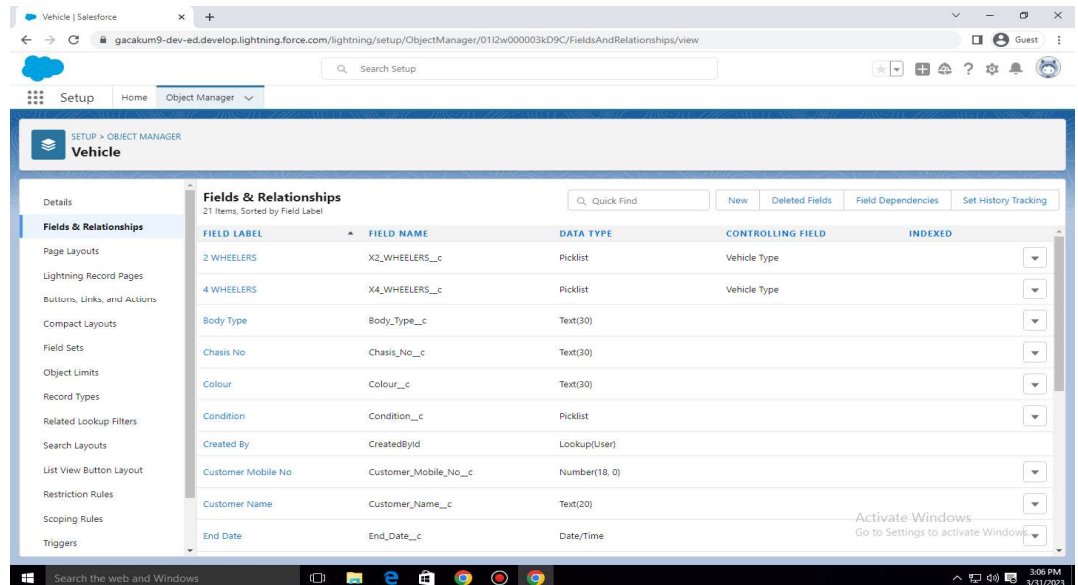 Vehicle | Salesforce
gacakum9-dev-ed.develop.lightning.force.com/lightning/setup/ObjectManager/01I2w000003kD9C/FieldsAndRelationships/view
Guest
Search Setup
Setup Home Object Manager
SETUP > OBJECT MANAGER
Vehicle
Details
Fields & Relationships
Page Layouts
Lightning Record Pages
Buttons, Links, and Actions
Compact Layouts
Field Sets
Object Limits
Record Types
Related Lookup Filters
Search Layouts
List View Button Layout
Restriction Rules
Scoping Rules
Triggers
Fields & Relationships
21 Items, Sorted by Field Label
Quick Find
New Deleted Fields Field Dependencies Set History Tracking
FIELD LABEL FIELD NAME DATA TYPE CONTROLLING FIELD INDEXED
2 WHEELERS X2_WHEELERS__c Picklist Vehicle Type
4 WHEELERS X4_WHEELERS__c Picklist Vehicle Type
Body Type Body_Type__c Text(30)
Chasis No Chasis_No__c Text(30)
Colour Colour__c Text(30)
Condition Condition__c Picklist
Created By CreatedById Lookup(User)
Customer Mobile No Customer_Mobile_No__c Number(18, 0)
Customer Name Customer_Name__c Text(20)
End Date End_Date__c Date/Time
Activate Windows
Go to Settings to activate Windows
Search the web and Windows
3:06 PM
3/31/2023